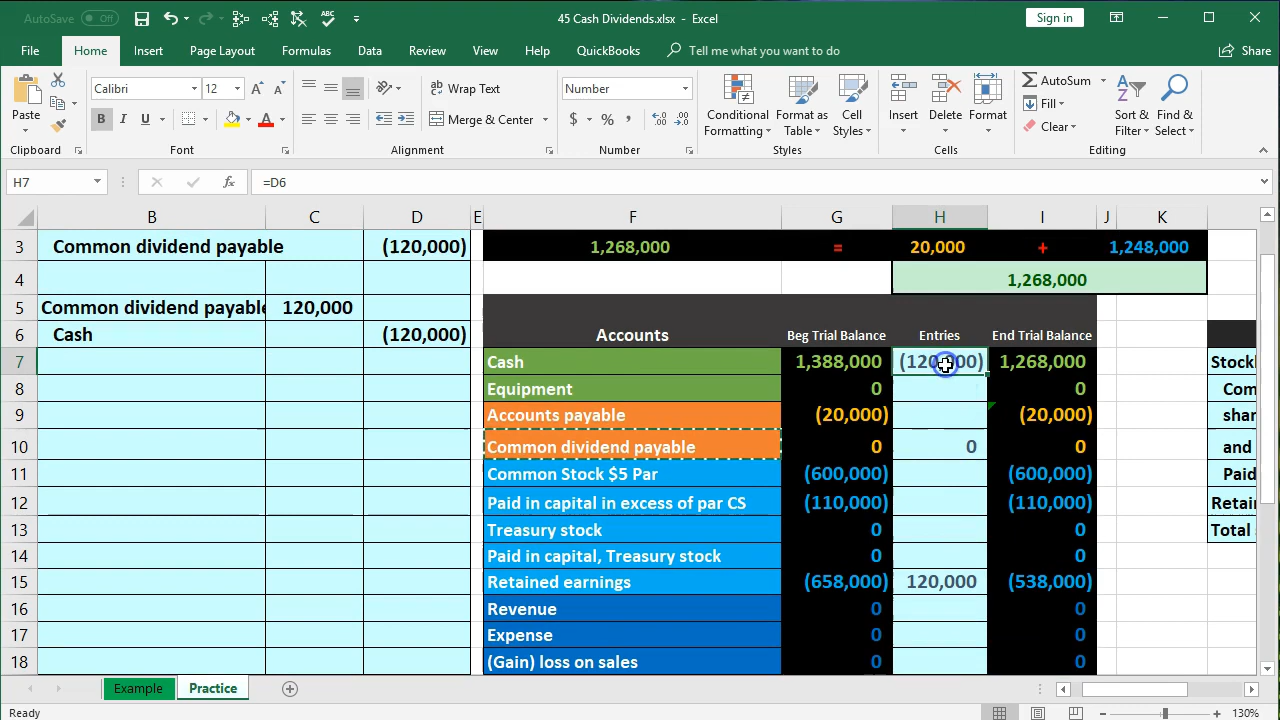 AutoSave Off 45 Cash Dividends.xlsx - Excel Sign in
File Home Insert Page Layout Formulas Data Review View Help QuickBooks Tell me what you want to do Share
Paste Calibri 12 A A ab Wrap Text Number Conditional Formatting Format as Table Cell Styles Insert Delete Format AutoSum Sort & Filter Find & Select
B I U A Merge & Center $ % , Fill
Clear
Clipboard Font Alignment Number Styles Cells Editing
H7 fx =D6
B C D E F G H I J K
3 Common dividend payable (120,000) 1,268,000 = 20,000 + 1,248,000
4 1,268,000
5 Common dividend payable 120,000
6 Cash (120,000) Accounts Beg Trial Balance Entries End Trial Balance
7 Cash 1,388,000 (120,000) 1,268,000 Stockl
8 Equipment 0 0 Com
9 Accounts payable (20,000) (20,000) shar
10 Common dividend payable 0 0 0 and
11 Common Stock $5 Par (600,000) (600,000) Paid
12 Paid in capital in excess of par CS (110,000) (110,000) Retai
13 Treasury stock 0 0 Total
14 Paid in capital, Treasury stock 0 0
15 Retained earnings (658,000) 120,000 (538,000)
16 Revenue 0 0
17 Expense 0 0
18 (Gain) loss on sales 0 0
Example Practice
Ready 130%